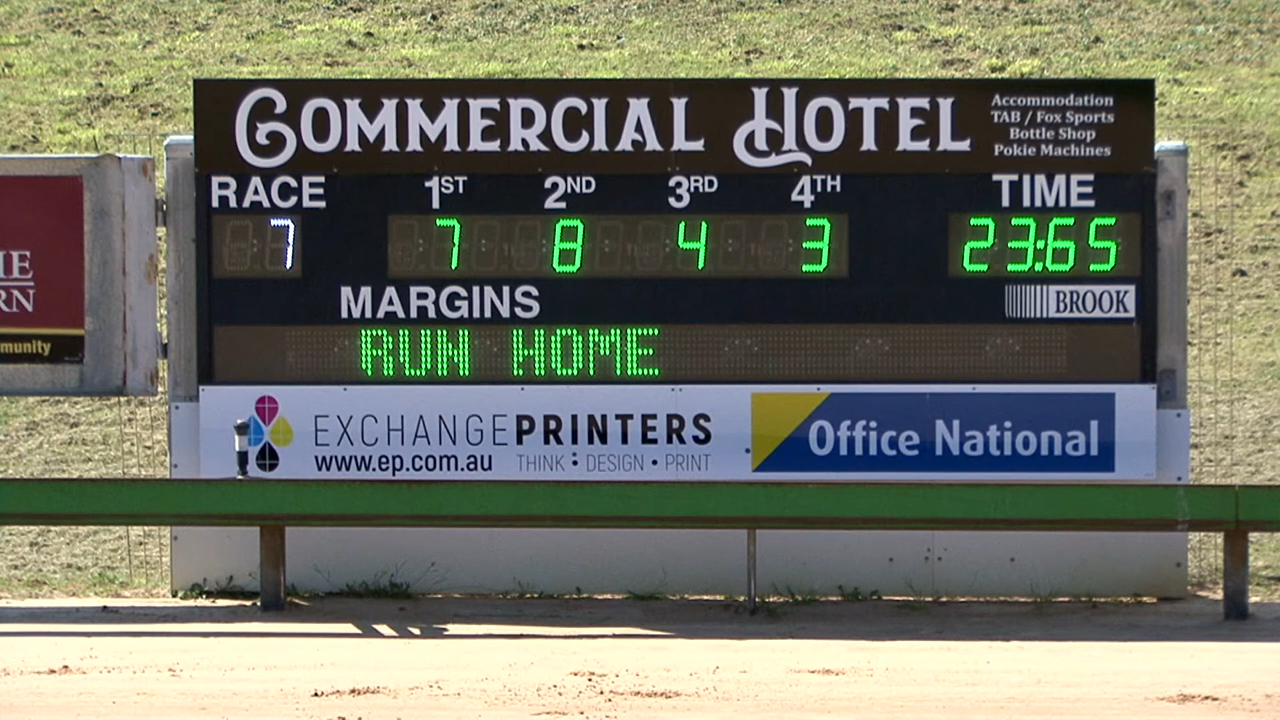 COMMERCIAL HOTEL
Accommodation
TAB / Fox Sports
Bottle Shop
Pokie Machines
RACE 1ST 2ND 3RD 4TH TIME
7 7 8 4 3 23:65
MARGINS
BROOK
RUN HOME
EXCHANGEPRINTERS
www.ep.com.au THINK : DESIGN • PRINT
Office National